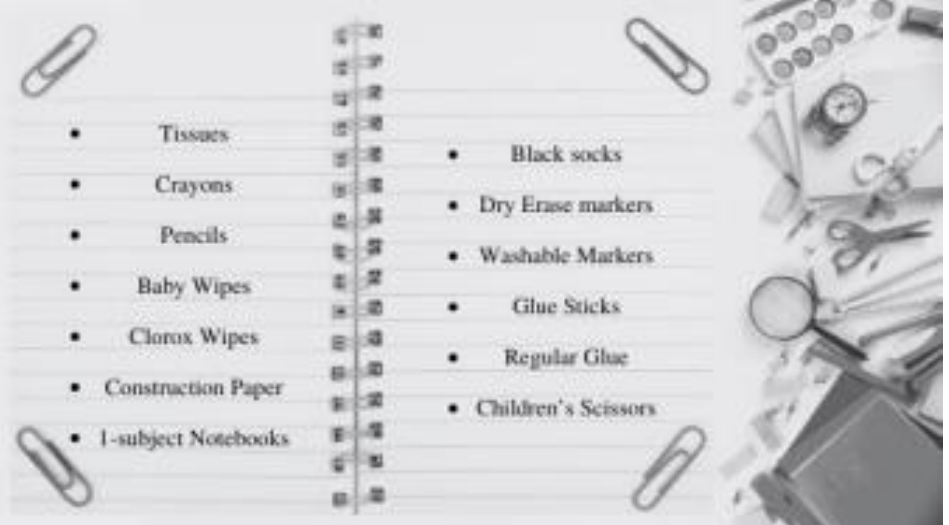 • Tissues
• Crayons
• Pencils
• Baby Wipes
• Clorox Wipes
• Construction Paper
• 1-subject Notebooks
• Black socks
• Dry Erase markers
• Washable Markers
• Glue Sticks
• Regular Glue
• Children's Scissors